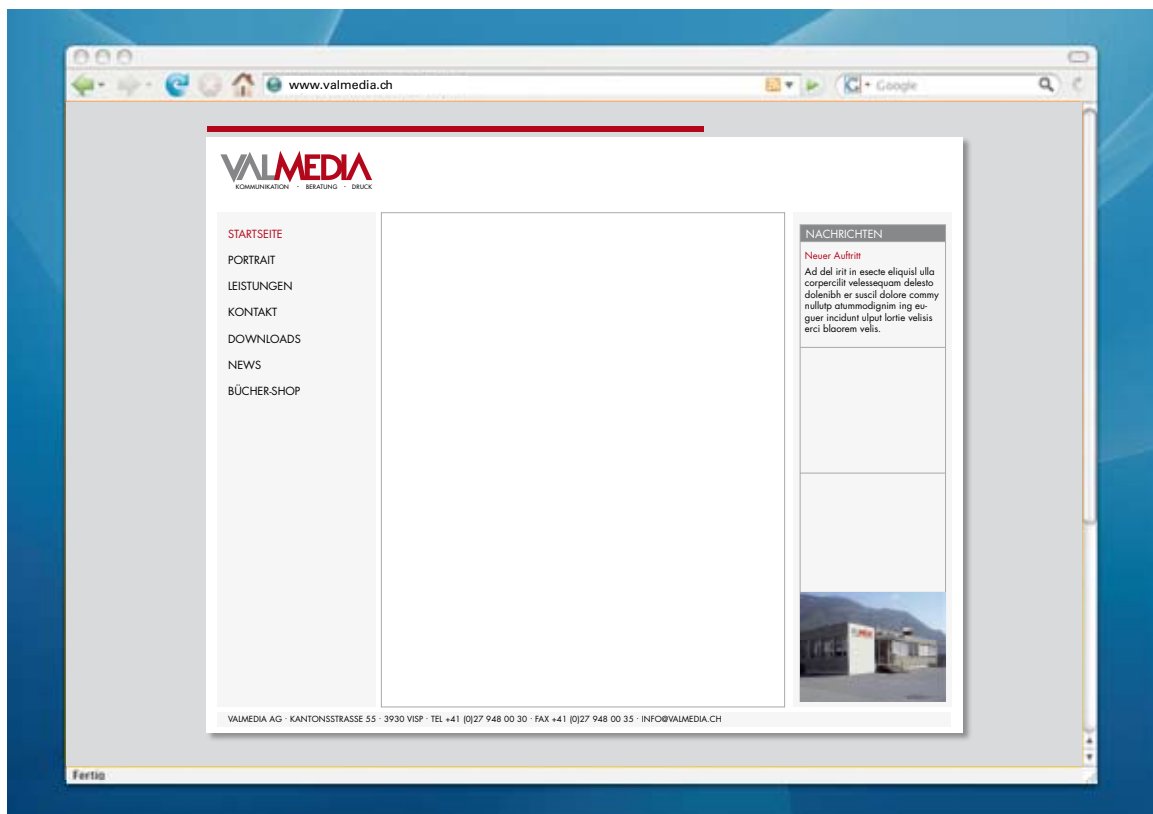 www.valmedia.ch
Google
VALMEDIA
KOMMUNIKATION · BERATUNG · DRUCK
STARTSEITE
PORTRAIT
LEISTUNGEN
KONTAKT
DOWNLOADS
NEWS
BÜCHER-SHOP
NACHRICHTEN
Neuer Auftritt
Ad del irit in esecte eliquisl ulla
corpercilit velessequam delesto
dolenibh er suscil dolore commy
nullutp atummodignim ing eu-
guer incidunt ulput lortie velisis
erci blaorem velis.
VALMEDIA
VALMEDIA AG · KANTONSSTRASSE 55 · 3930 VISP · TEL +41 (0)27 948 00 30 · FAX +41 (0)27 948 00 35 · INFO@VALMEDIA.CH
Fertig